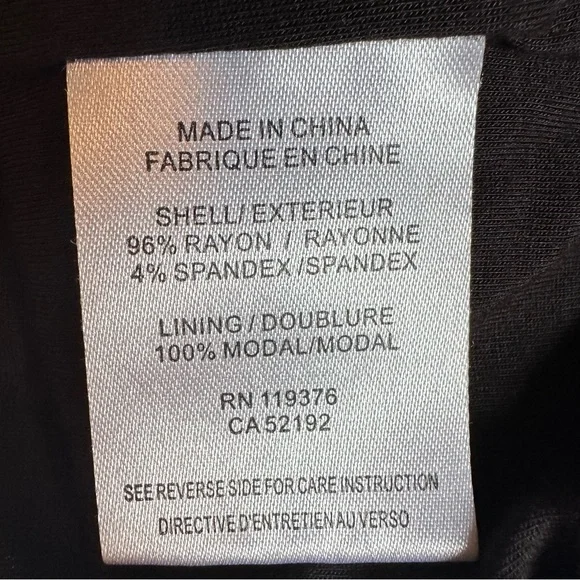 MADE IN CHINA
FABRIQUE EN CHINE
SHELL/ EXTERIEUR
96% RAYON / RAYONNE
4% SPANDEX /SPANDEX
LINING / DOUBLURE
100% MODAL/MODAL
RN 119376
CA 52192
SEE REVERSE SIDE FOR CARE INSTRUCTION
DIRECTIVE D'ENTRETIEN AU VERSO